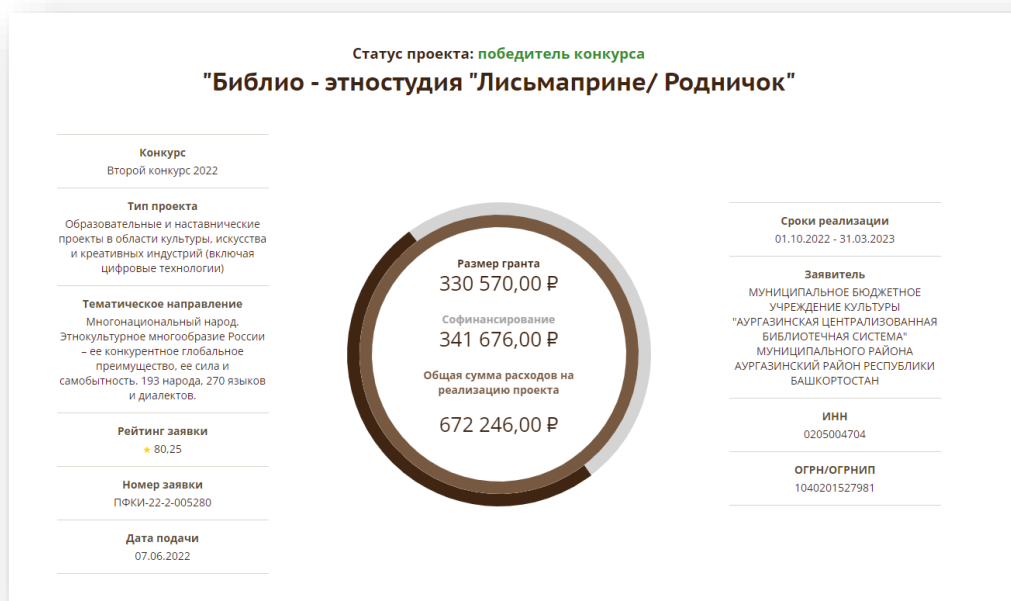 Статус проекта: победитель конкурса
"Библио - этностудия "Лисьмаприне/ Родничок"
Конкурс
Второй конкурс 2022
Тип проекта
Образовательные и наставнические
проекты в области культуры, искусства
и креативных индустрий (включая
цифровые технологии)
Тематическое направление
Многонациональный народ.
Этнокультурное многообразие России
– ее конкурентное глобальное
преимущество, ее сила и
самобытность. 193 народа, 270 языков
и диалектов.
Рейтинг заявки
80,25
Номер заявки
ПФКИ-22-2-005280
Дата подачи
07.06.2022
Размер гранта
330 570,00 ₽
Софинансирование
341 676,00 ₽
Общая сумма расходов на
реализацию проекта
672 246,00 ₽
Сроки реализации
01.10.2022 - 31.03.2023
Заявитель
МУНИЦИПАЛЬНОЕ БЮДЖЕТНОЕ
УЧРЕЖДЕНИЕ КУЛЬТУРЫ
"АУРГАЗИНСКАЯ ЦЕНТРАЛИЗОВАННАЯ
БИБЛИОТЕЧНАЯ СИСТЕМА"
МУНИЦИПАЛЬНОГО РАЙОНА
АУРГАЗИНСКИЙ РАЙОН РЕСПУБЛИКИ
БАШКОРТОСТАН
ИНН
0205004704
ОГРН/ОГРНИП
1040201527981